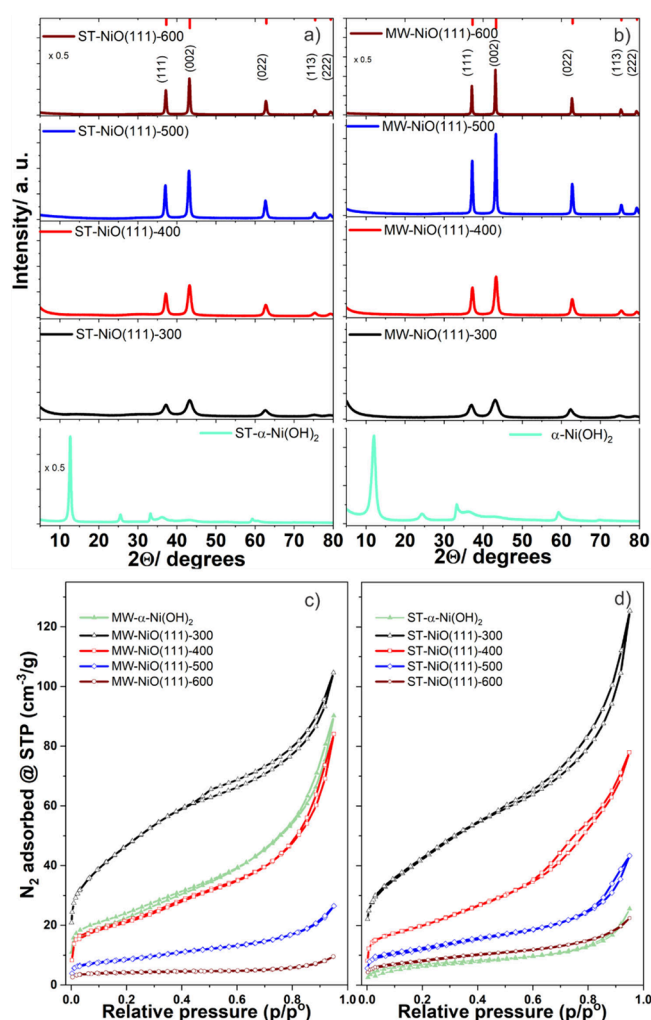 ST-NiO(111)-600
a)
x 0.5
(111)
(002)
(022)
(113)
(222)
ST-NiO(111)-500)
ST-NiO(111)-400
ST-NiO(111)-300
ST-α-Ni(OH)2
x 0.5
Intensity/ a. u.
10 20 30 40 50 60 70 80
2Θ/ degrees
MW-NiO(111)-600
b)
x0.5
(111)
(002)
(022)
(113)
(222)
MW-NiO(111)-500
MW-NiO(111)-400)
MW-NiO(111)-300
α-Ni(OH)2
10 20 30 40 50 60 70 80
2Θ/ degrees
c)
MW-α-Ni(OH)2
MW-NiO(111)-300
MW-NiO(111)-400
MW-NiO(111)-500
MW-NiO(111)-600
N2 adsorbed @ STP (cm-3/g)
120
100
80
60
40
20
0
0.0 0.2 0.4 0.6 0.8 1.0
Relative pressure (p/po)
d)
ST-α-Ni(OH)2
ST-NiO(111)-300
ST-NiO(111)-400
ST-NiO(111)-500
ST-NiO(111)-600
0.0 0.2 0.4 0.6 0.8 1.0
Relative pressure (p/po)